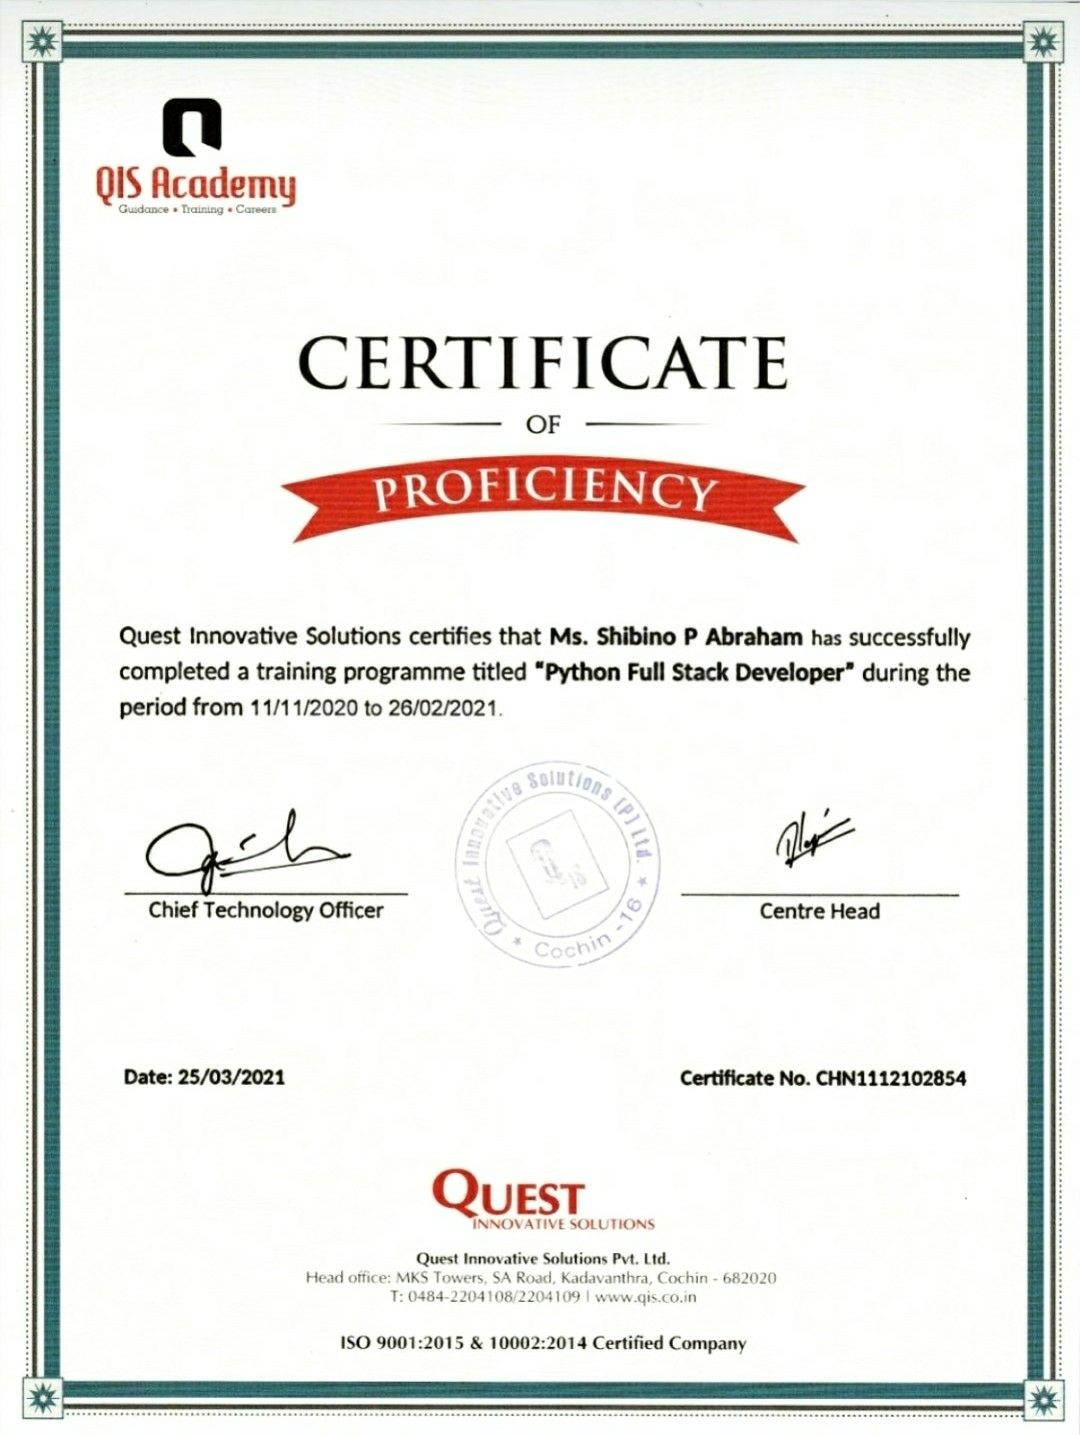 QIS Academy
Guidance • Training • Careers
CERTIFICATE
OF
PROFICIENCY
Quest Innovative Solutions certifies that Ms. Shibino P Abraham has successfully
completed a training programme titled "Python Full Stack Developer" during the
period from 11/11/2020 to 26/02/2021.
Quest Innovative Solutions (P) Ltd. ★ Cochin -16 ★
Chief Technology Officer
Centre Head
Date: 25/03/2021
Certificate No. CHN1112102854
QUEST
INNOVATIVE SOLUTIONS
Quest Innovative Solutions Pvt. Ltd.
Head office: MKS Towers, SA Road, Kadavanthra, Cochin - 682020
T: 0484-2204108/2204109 | www.qis.co.in
ISO 9001:2015 & 10002:2014 Certified Company